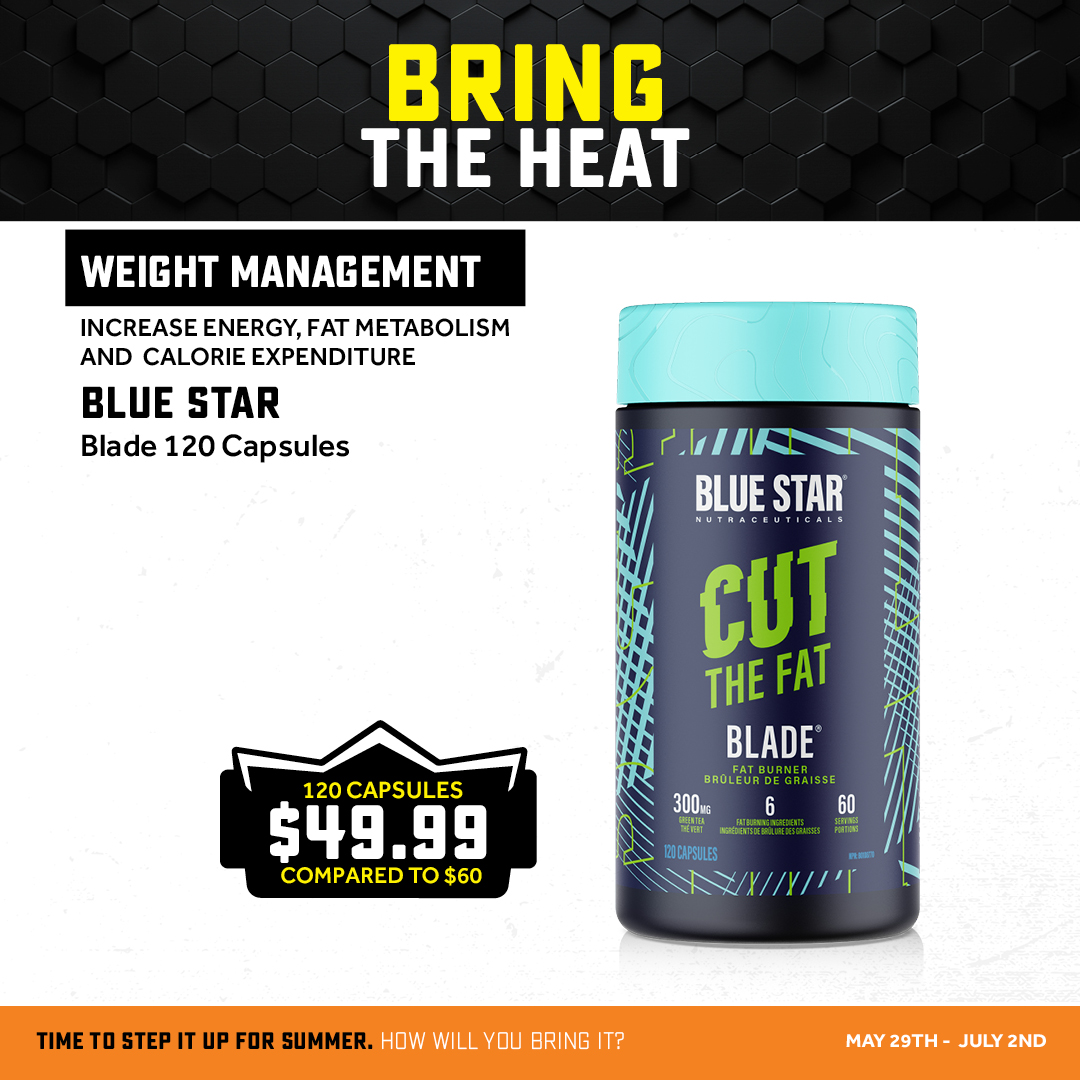 BRING
THE HEAT
WEIGHT MANAGEMENT
INCREASE ENERGY, FAT METABOLISM
AND CALORIE EXPENDITURE
BLUE STAR
Blade 120 Capsules
BLUE STAR®
NUTRACEUTICALS
CUT
THE FAT
BLADE®
FAT BURNER
BRÛLEUR DE GRAISSE
300MG 6 60
GREEN TEA FAT BURNING INGREDIENTS SERVINGS
THÉ VERT INGRÉDIENTS DE BRÛLURE DES GRAISSES PORTIONS
120 CAPSULES
120 CAPSULES
$49.99
COMPARED TO $60
TIME TO STEP IT UP FOR SUMMER. HOW WILL YOU BRING IT?
MAY 29TH - JULY 2ND